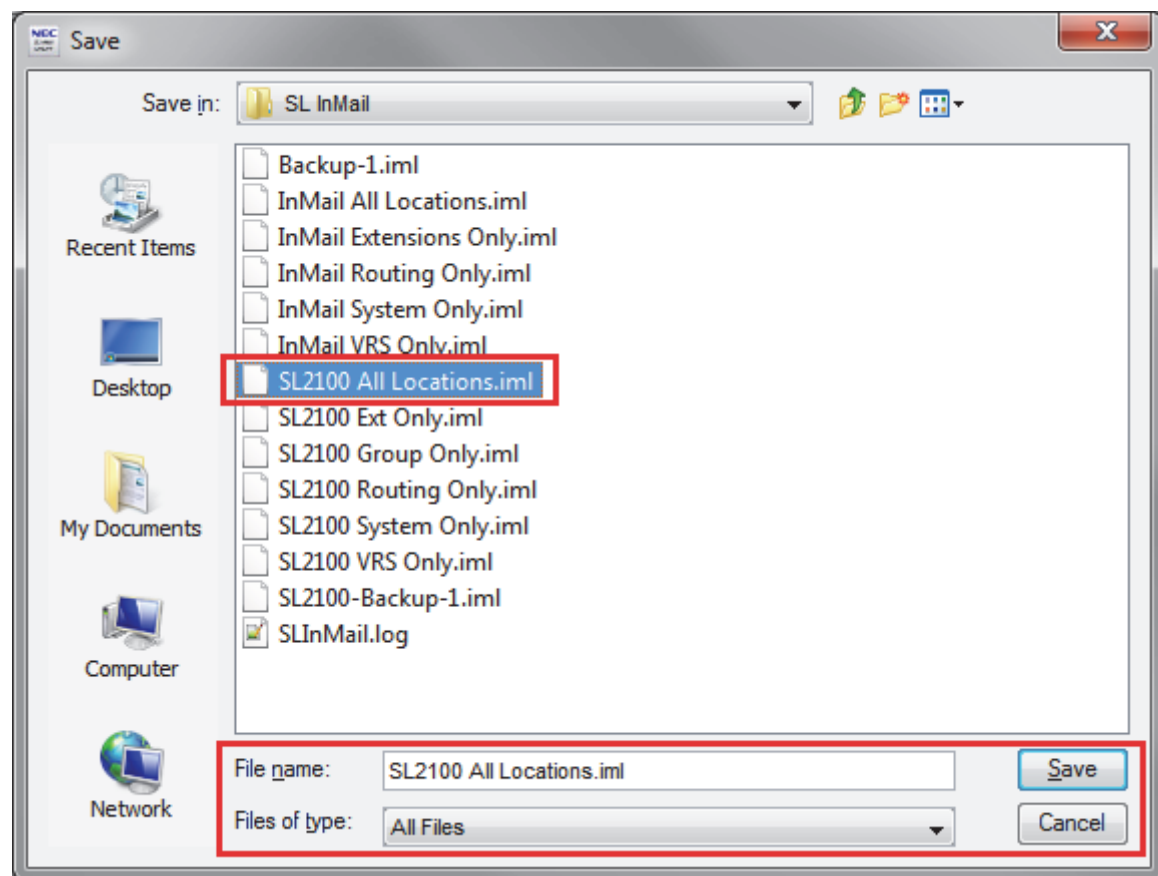 NEC
Save
X
Save in: SL InMail
Backup-1.iml
InMail All Locations.iml
InMail Extensions Only.iml
InMail Routing Only.iml
InMail System Only.iml
InMail VRS Only.iml
SL2100 All Locations.iml
SL2100 Ext Only.iml
SL2100 Group Only.iml
SL2100 Routing Only.iml
SL2100 System Only.iml
SL2100 VRS Only.iml
SL2100-Backup-1.iml
SLInMail.log
Recent Items
Desktop
My Documents
Computer
Network
File name: SL2100 All Locations.iml Save
Files of type: All Files Cancel